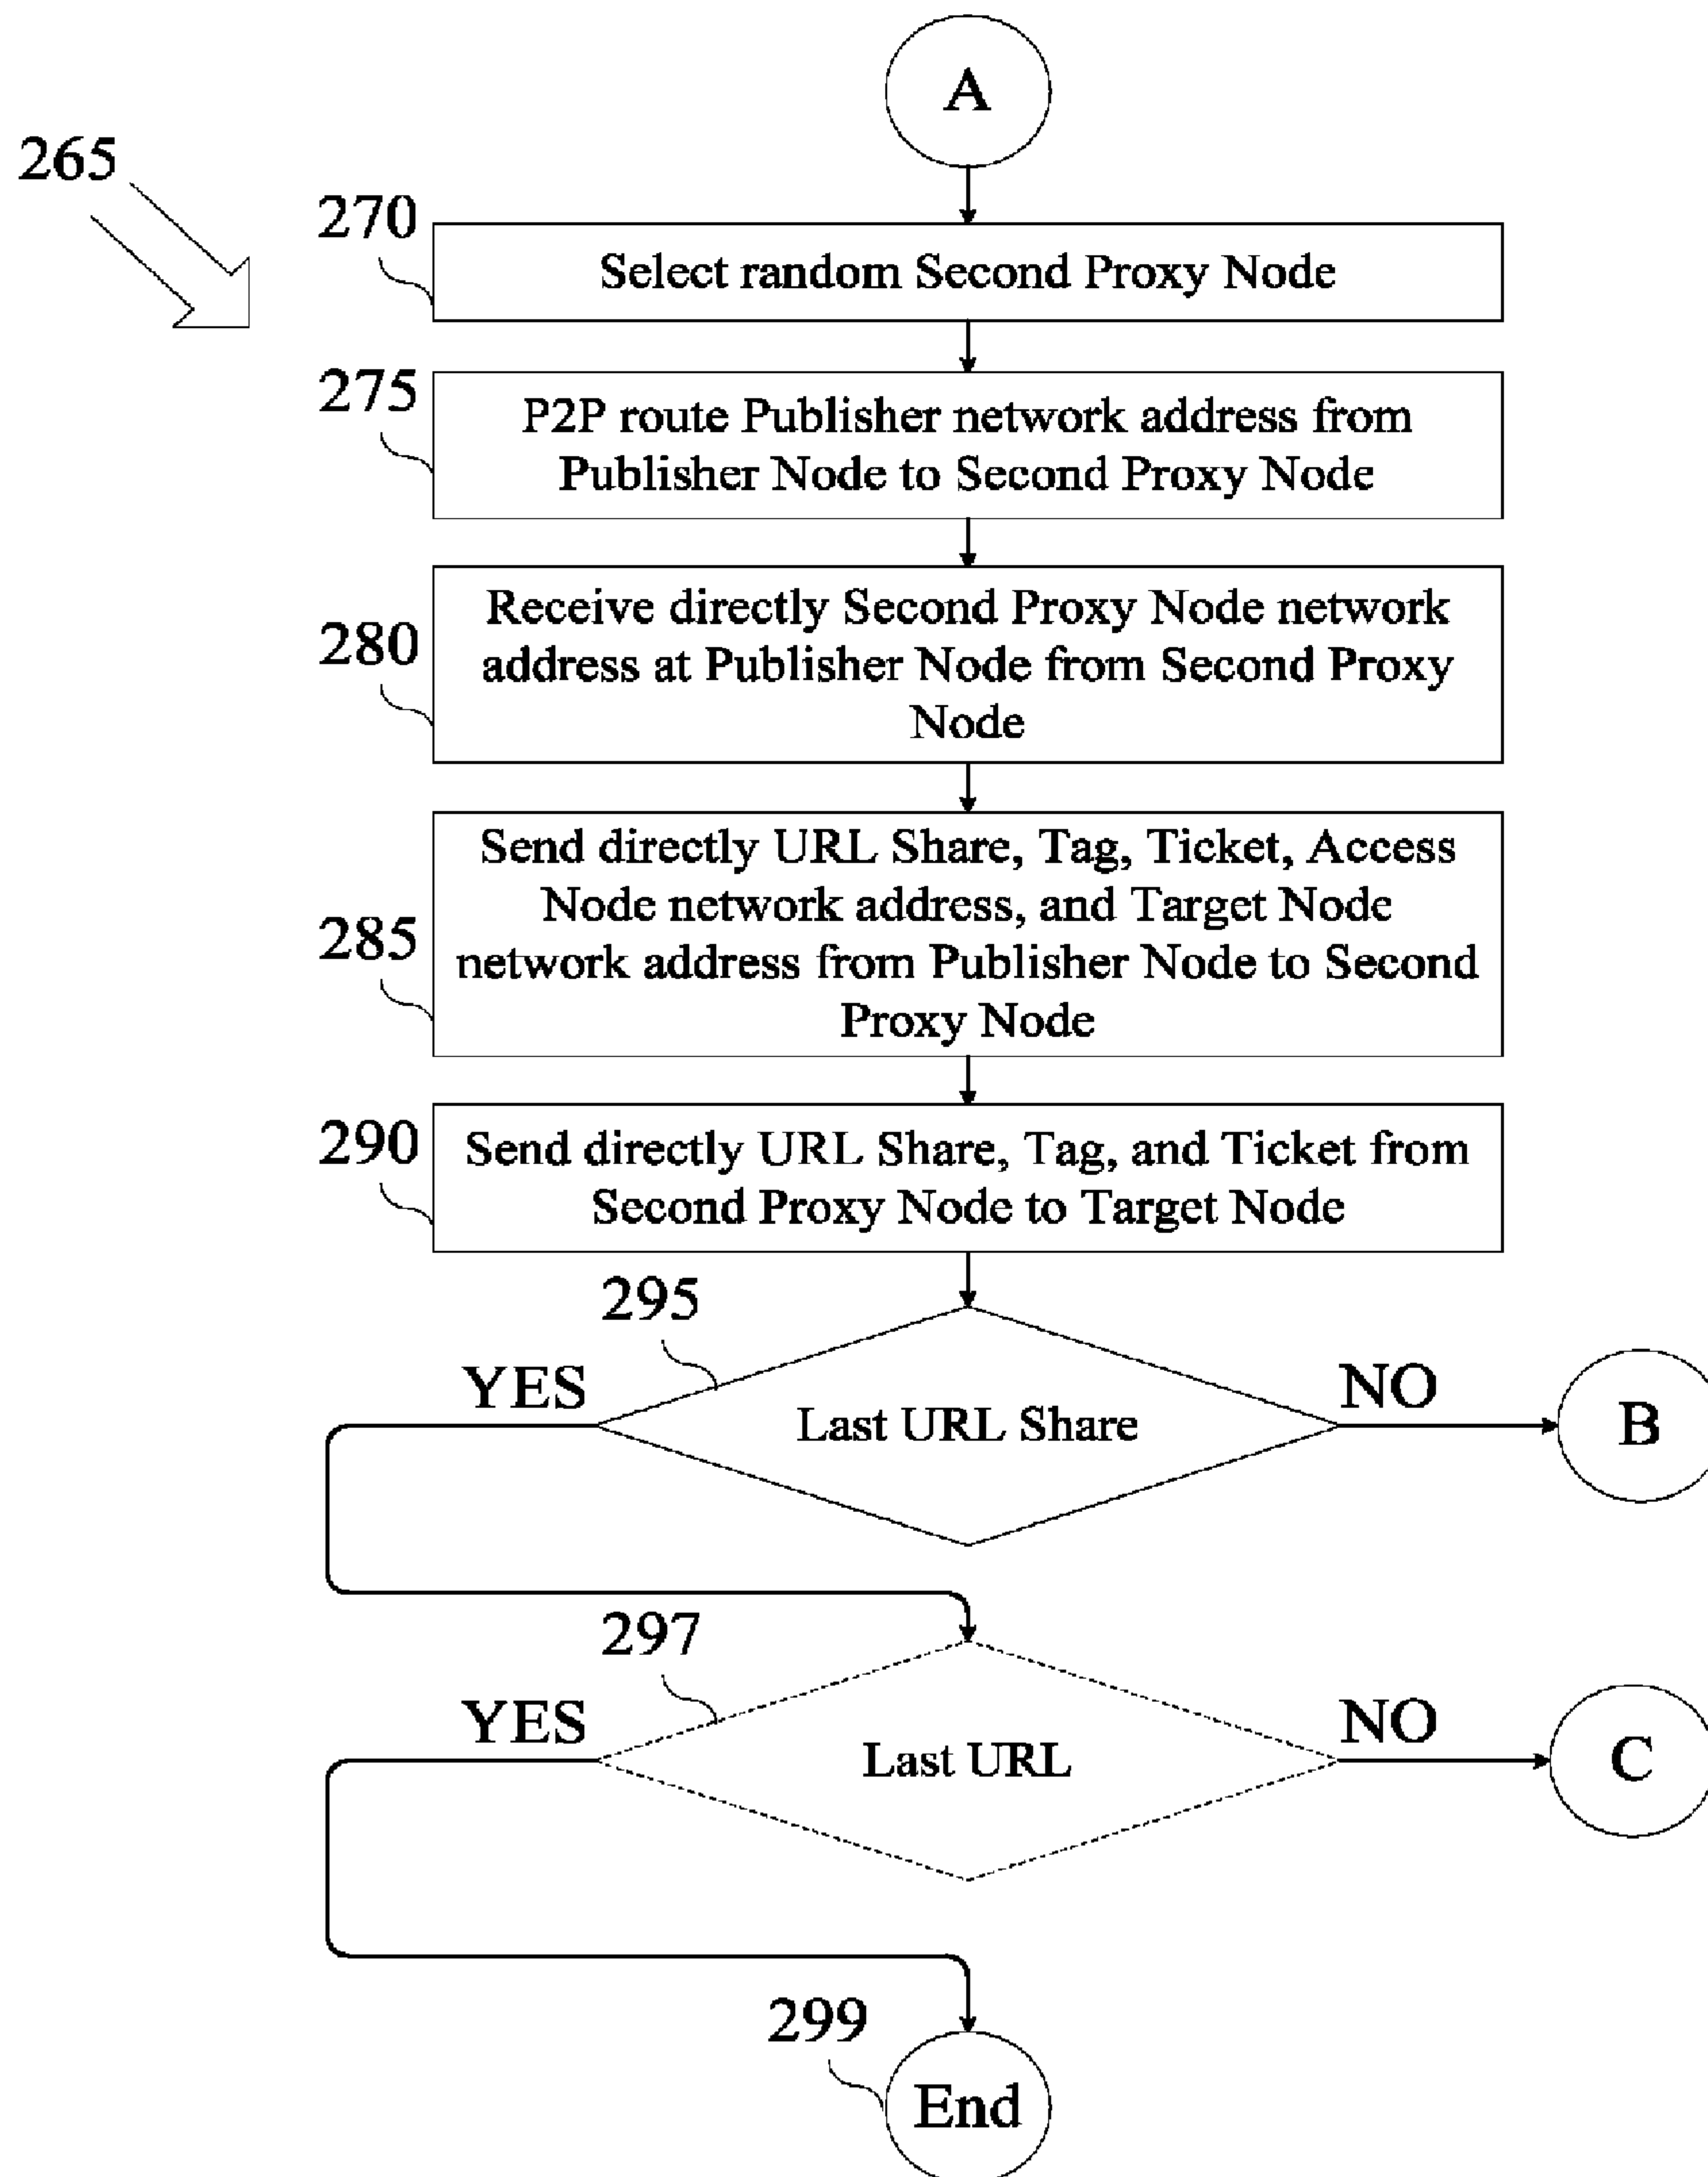 A
265
270
Select random Second Proxy Node
275
P2P route Publisher network address from
Publisher Node to Second Proxy Node
280
Receive directly Second Proxy Node network
address at Publisher Node from Second Proxy
Node
285
Send directly URL Share, Tag, Ticket, Access
Node network address, and Target Node
network address from Publisher Node to Second
Proxy Node
290
Send directly URL Share, Tag, and Ticket from
Second Proxy Node to Target Node
295
YES
NO
Last URL Share
B
297
YES
NO
Last URL
C
299
End